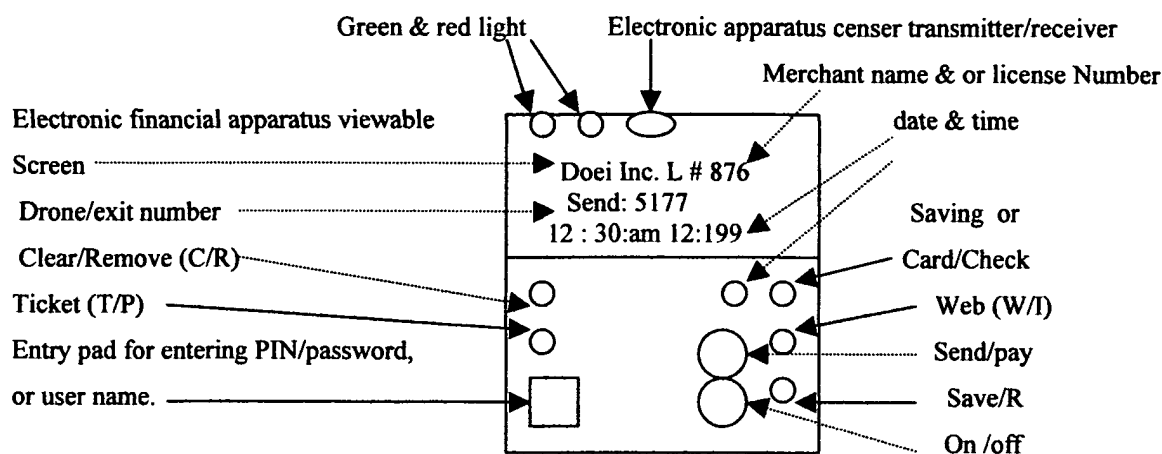 Green & red light
Electronic apparatus censer transmitter/receiver
Merchant name & or license Number
Electronic financial apparatus viewable
date & time
Screen
Doei Inc. L # 876
Drone/exit number
Send: 5177
Saving or
12 : 30:am 12:199
Clear/Remove (C/R)
Card/Check
Ticket (T/P)
Web (W/I)
Entry pad for entering PIN/password,
Send/pay
or user name.
Save/R
On /off